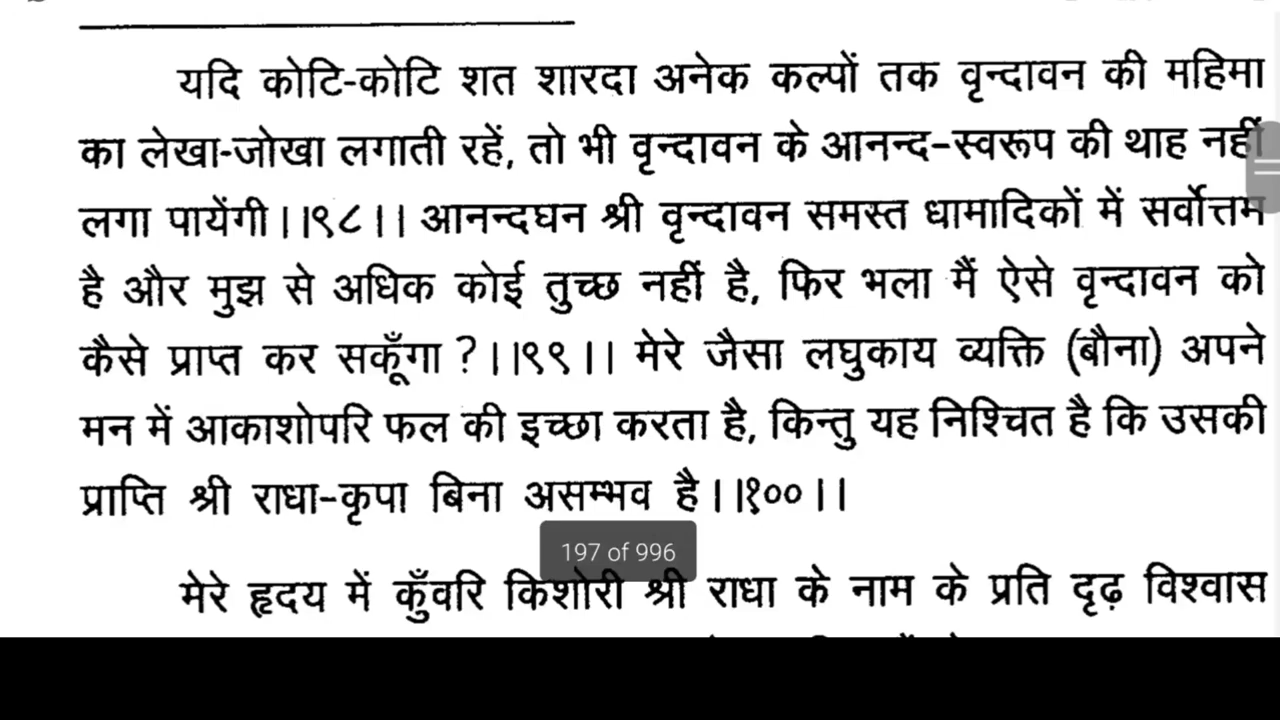 यदि कोटि-कोटि शत शारदा अनेक कल्पों तक वृन्दावन की महिमा
का लेखा-जोखा लगाती रहें, तो भी वृन्दावन के आनन्द-स्वरूप की थाह नहीं
लगा पायेंगी।।९८।। आनन्दघन श्री वृन्दावन समस्त धामादिकों में सर्वोत्तम
है और मुझ से अधिक कोई तुच्छ नहीं है, फिर भला मैं ऐसे वृन्दावन को
कैसे प्राप्त कर सकूँगा?।।९९।। मेरे जैसा लघुकाय व्यक्ति (बौना) अपने
मन में आकाशोपरि फल की इच्छा करता है, किन्तु यह निश्चित है कि उसकी
प्राप्ति श्री राधा-कृपा बिना असम्भव है।।१००।।
197 of 996
मेरे हृदय में कुँवरि किशोरी श्री राधा के नाम के प्रति दृढ़ विश्वास